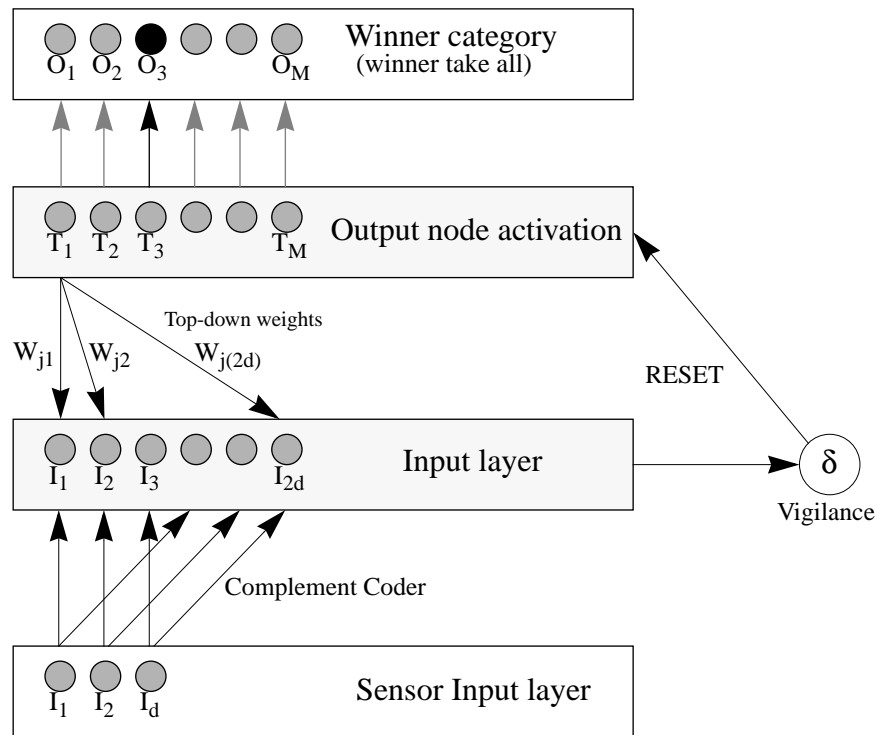 Winner category
(winner take all)
O1 O2 O3 OM
Output node activation
T1 T2 T3 TM
Top-down weights
Wj1 Wj2 Wj(2d)
RESET
Input layer
I1 I2 I3 I2d
δ
Vigilance
Complement Coder
Sensor Input layer
I1 I2 Id